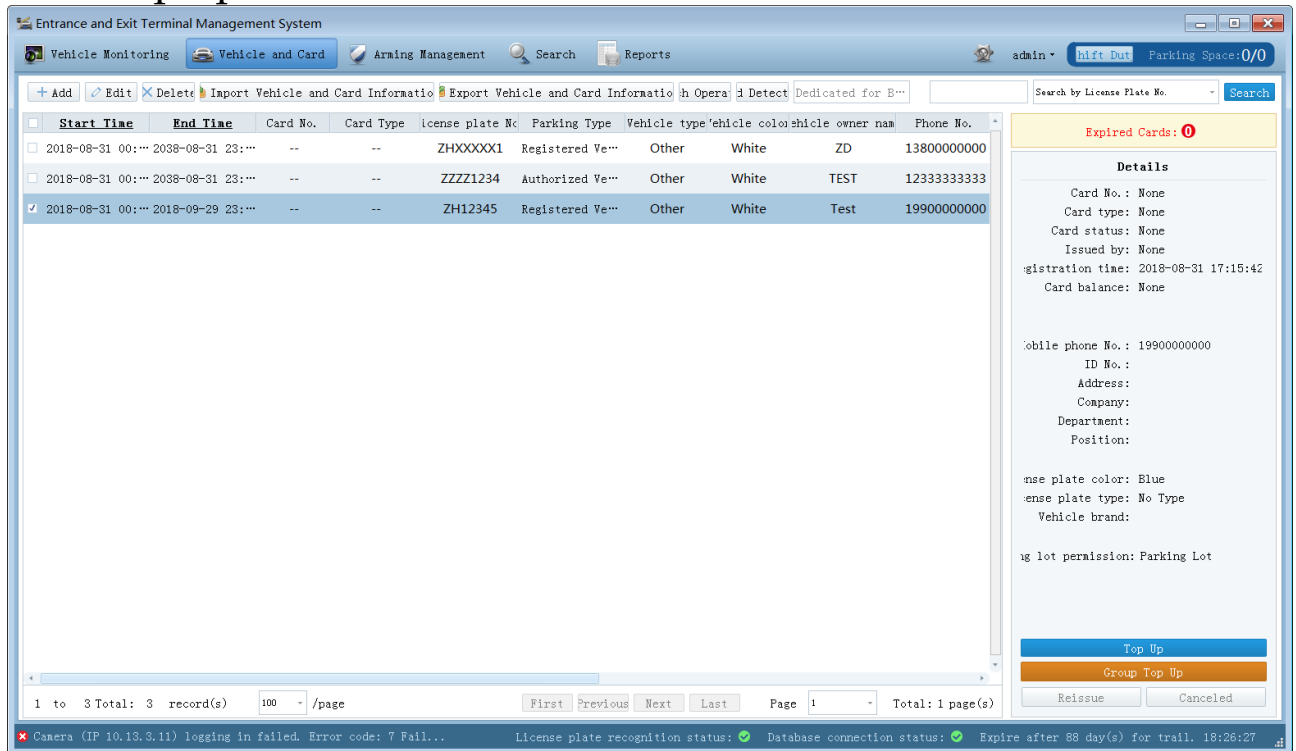 Entrance and Exit Terminal Management System
Vehicle Monitoring Vehicle and Card Arming Management Search Reports admin hift Dut Parking Space:0/0
Add Edit Delete Import Vehicle and Card Informatio Export Vehicle and Card Informatio h Opera d Detect Dedicated for B… Search by License Plate No. Search
Start Time End Time Card No. Card Type icense plate No Parking Type Vehicle type ehicle color ehicle owner nam Phone No.
2018-08-31 00:… 2038-08-31 23:… -- -- ZHXXXXX1 Registered Ve… Other White ZD 13800000000
2018-08-31 00:… 2038-08-31 23:… -- -- ZZZZ1234 Authorized Ve… Other White TEST 12333333333
2018-08-31 00:… 2018-09-29 23:… -- -- ZH12345 Registered Ve… Other White Test 19900000000
Expired Cards: 0
Details
Card No.: None
Card type: None
Card status: None
Issued by: None
egistration time: 2018-08-31 17:15:42
Card balance: None
obile phone No.: 19900000000
ID No.:
Address:
Company:
Department:
Position:
ense plate color: Blue
ense plate type: No Type
Vehicle brand:
ng lot permission: Parking Lot
Top Up
Group Top Up
Reissue Canceled
1 to 3 Total: 3 record(s) 100 /page First Previous Next Last Page 1 Total: 1 page(s)
Camera (IP 10.13.3.11) logging in failed. Error code: 7 Fail... License plate recognition status: Database connection status: Expire after 88 day(s) for trail. 18:26:27